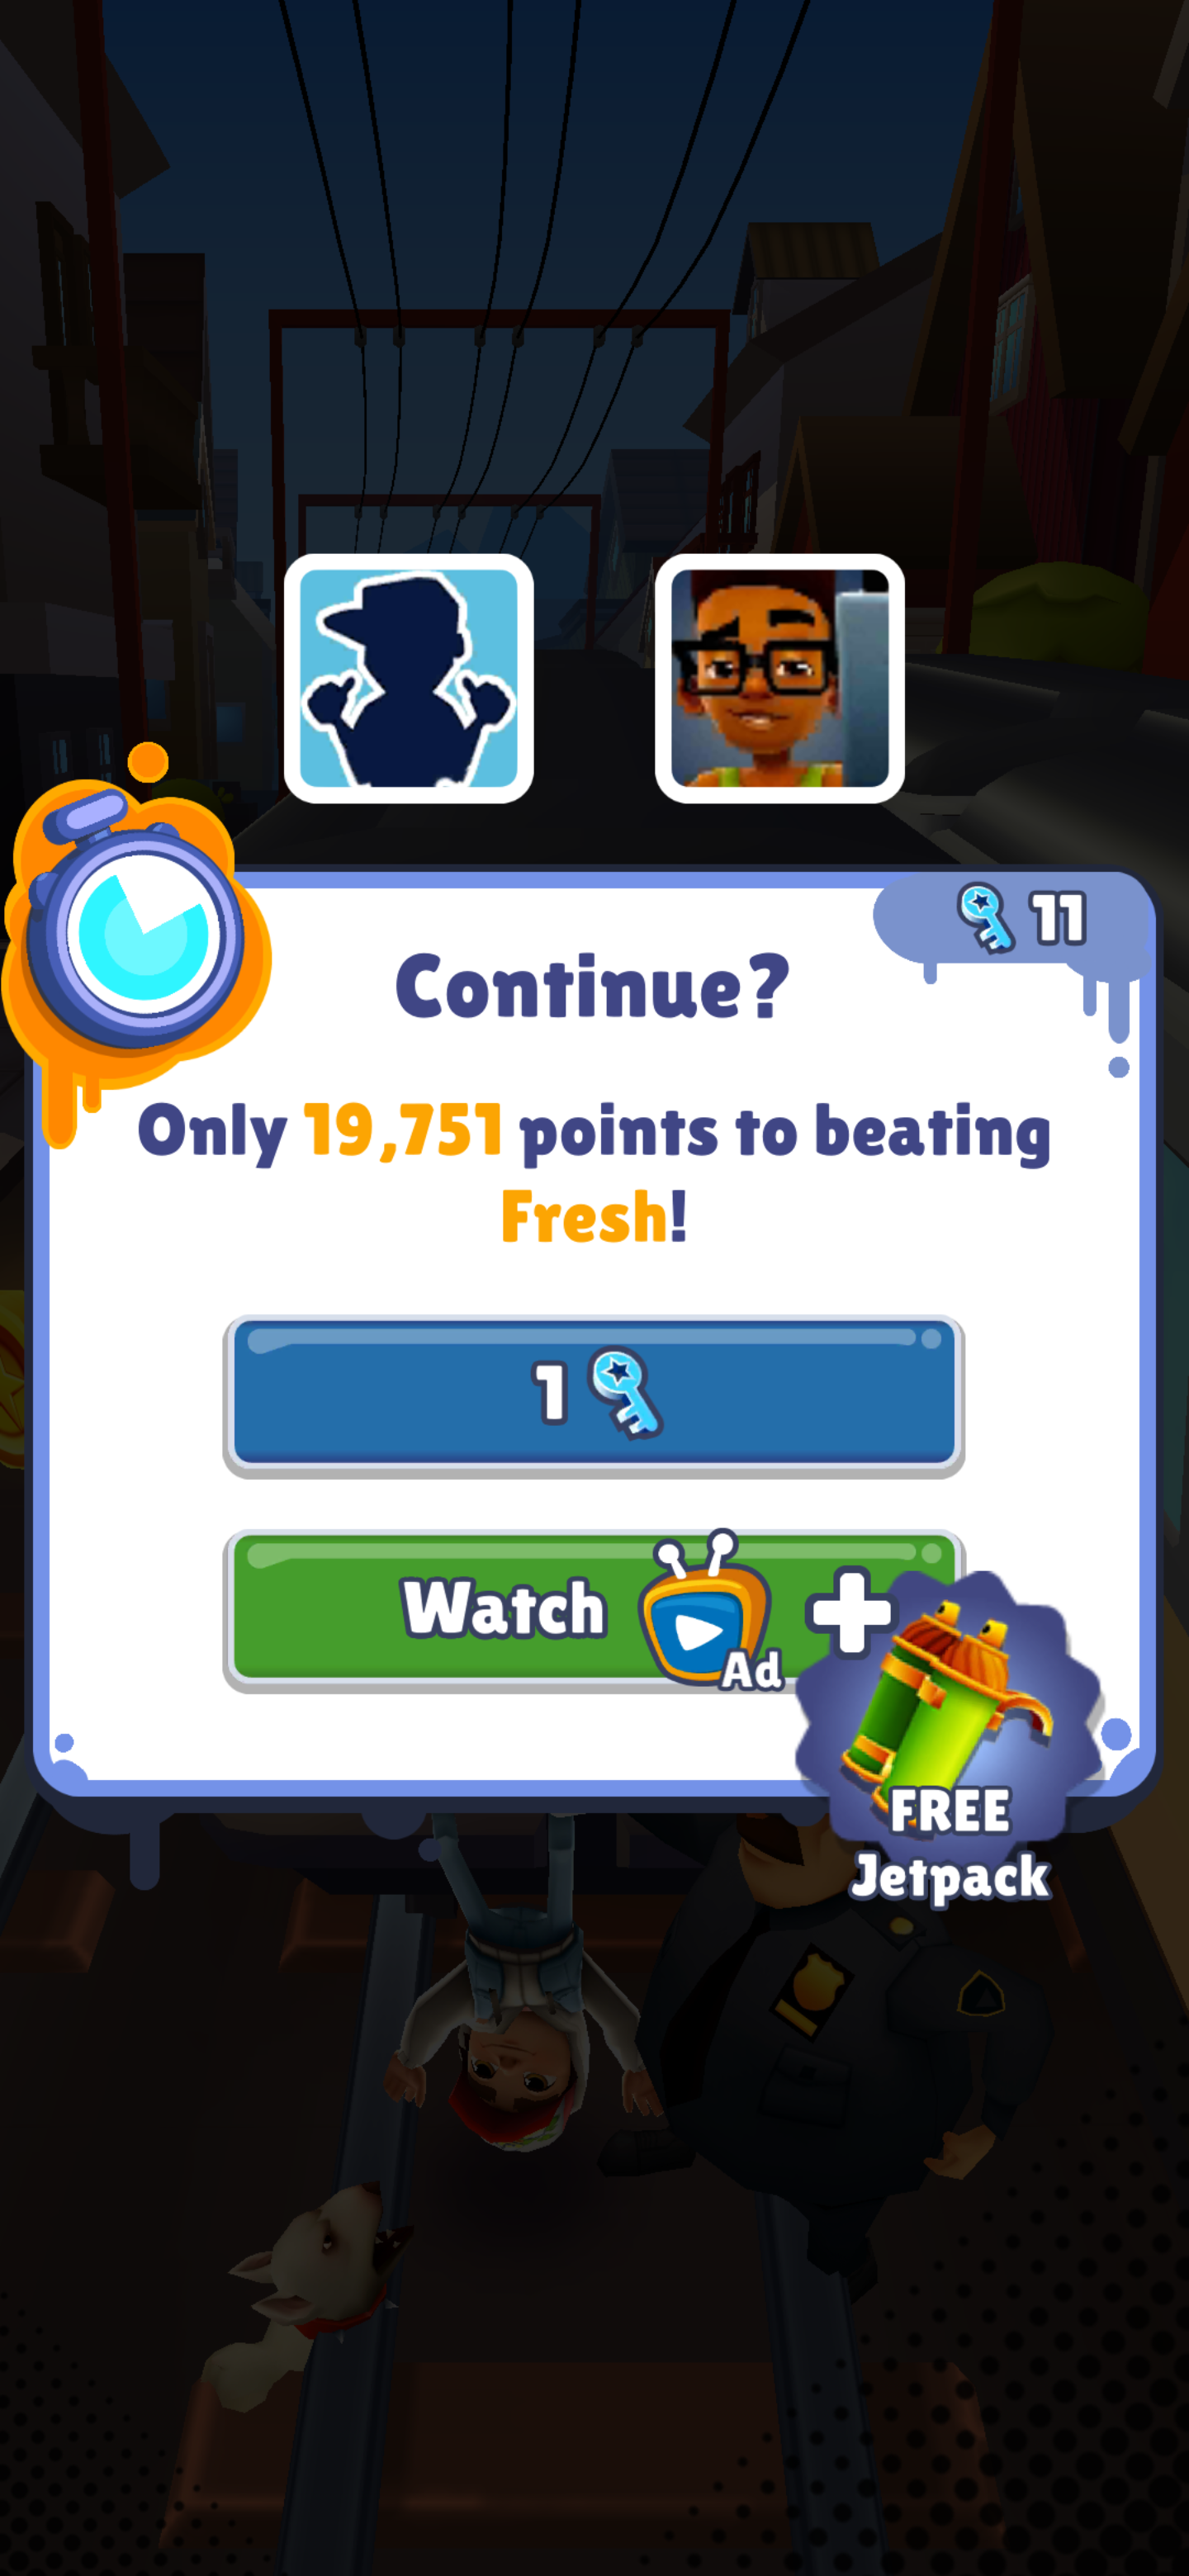 11
Continue?
Only 19,751 points to beating
Fresh!
1
Watch
Ad
FREE
Jetpack